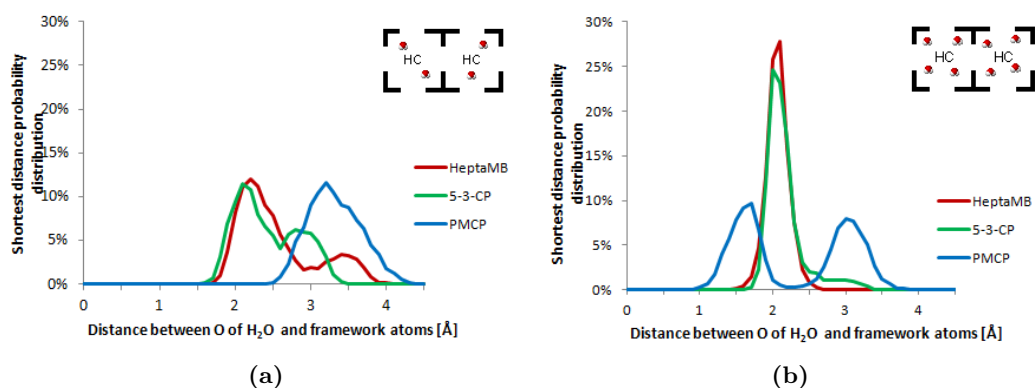 30%
25%
20%
15%
10%
5%
0%
0
1
2
3
4
Shortest distance probability
distribution
Distance between O of H₂O and framework atoms [Å]
HeptaMB
5-3-CP
PMCP
HC HC
(a)
30%
25%
20%
15%
10%
5%
0%
0
1
2
3
4
Shortest distance probability
distribution
Distance between O of H₂O and framework atoms [Å]
HeptaMB
5-3-CP
PMCP
HC HC
(b)